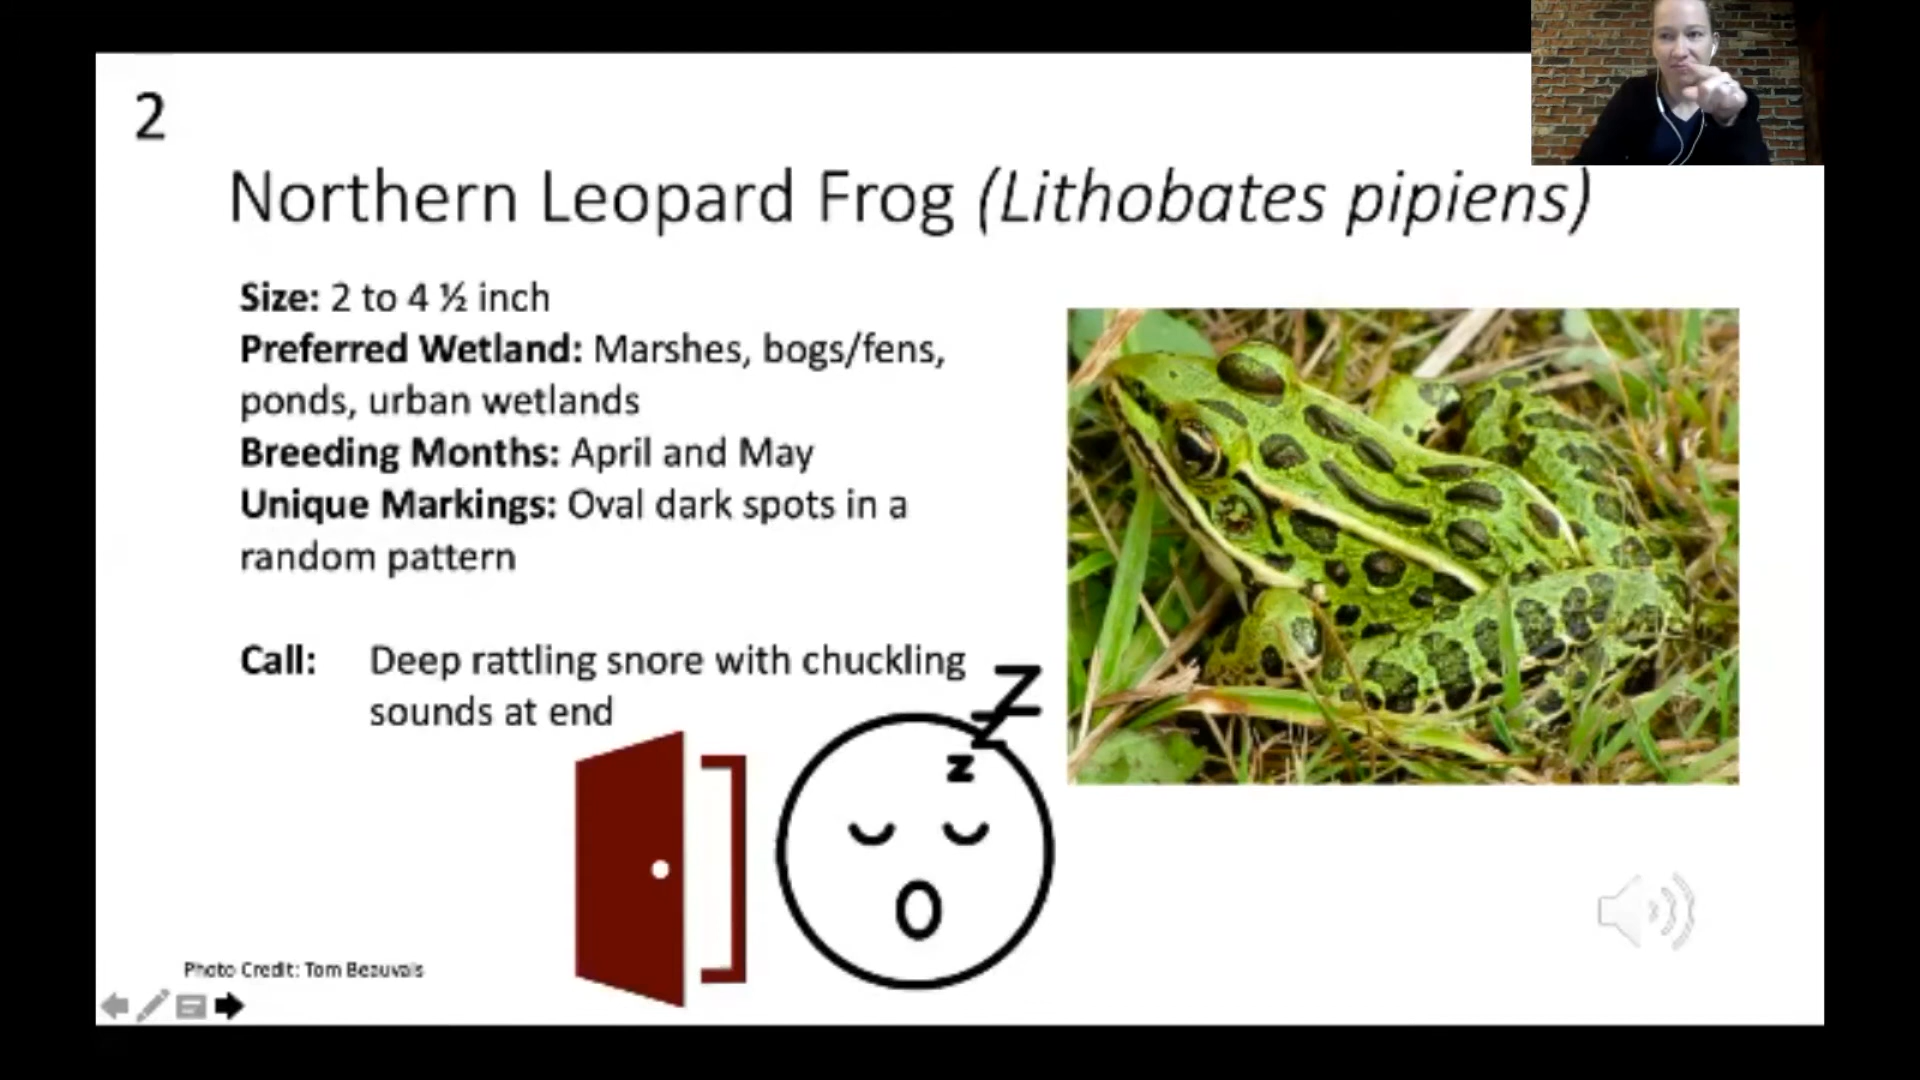 2
Northern Leopard Frog (Lithobates pipiens)
Size: 2 to 4 ½ inch
Preferred Wetland: Marshes, bogs/fens,
ponds, urban wetlands
Breeding Months: April and May
Unique Markings: Oval dark spots in a
random pattern
Call: Deep rattling snore with chuckling
sounds at end
Z
z
z
Photo Credit: Tom Beauvais